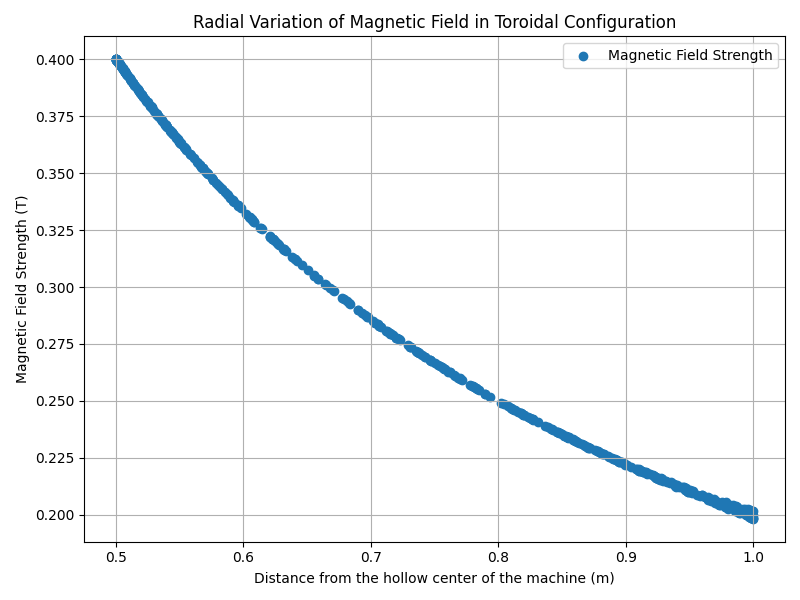 Radial Variation of Magnetic Field in Toroidal Configuration
Magnetic Field Strength
0.400
0.375
0.350
0.325
0.300
0.275
0.250
0.225
0.200
Magnetic Field Strength (T)
0.5 0.6 0.7 0.8 0.9 1.0
Distance from the hollow center of the machine (m)